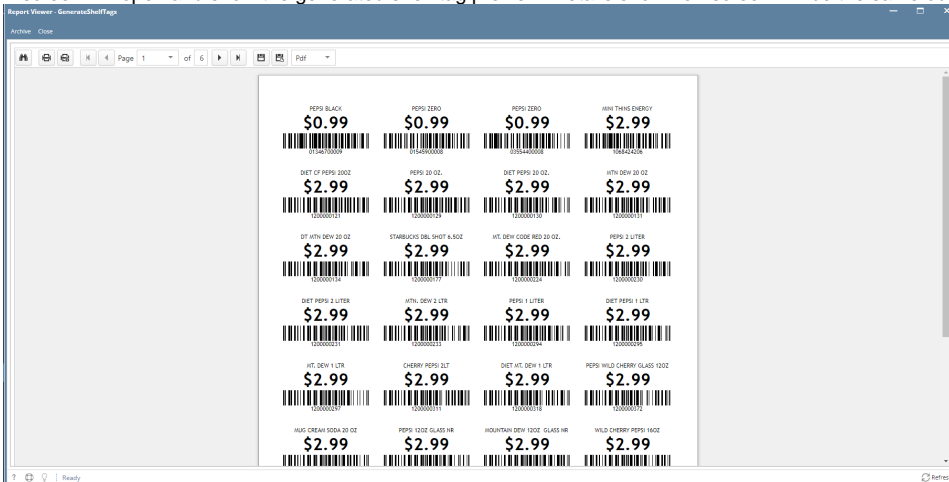 Report Viewer - GenerateShelfTags
Archive Close
Page 1 of 6 Pdf
PEPSI BLACK PEPSI ZERO PEPSI ZERO MINI THINS ENERGY
$0.99 $0.99 $0.99 $2.99
01346700009 01545900008 03554400008 1068424206
DIET CF PEPSI 20OZ PEPSI 20 OZ. DIET PEPSI 20 OZ. MTN DEW 20 OZ
$2.99 $2.99 $2.99 $2.99
1200000121 1200000129 1200000130 1200000131
DT MTN DEW 20 OZ STARBUCKS DBL SHOT 6.5OZ MT. DEW CODE RED 20 OZ. PEPSI 2 LITER
$2.99 $2.99 $2.99 $2.99
1200000134 1200000177 1200000224 1200000230
DIET PEPSI 2 LITER MTN. DEW 2 LTR PEPSI 1 LITER DIET PEPSI 1 LTR
$2.99 $2.99 $2.99 $2.99
1200000231 1200000233 1200000294 1200000295
MT. DEW 1 LTR CHERRY PEPSI 2LT DIET MT. DEW 1 LTR PEPSI WILD CHERRY GLASS 12OZ
$2.99 $2.99 $2.99 $2.99
1200000297 1200000311 1200000318 1200000372
MUG CREAM SODA 20 OZ PEPSI 12OZ GLASS NR MOUNTAIN DEW 12OZ GLASS NR WILD CHERRY PEPSI 16OZ
$2.99 $2.99 $2.99 $2.99
? Ready Refres